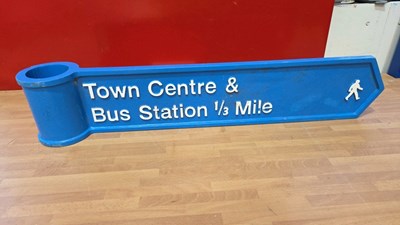 Town Centre &
Bus Station 1/3 Mile